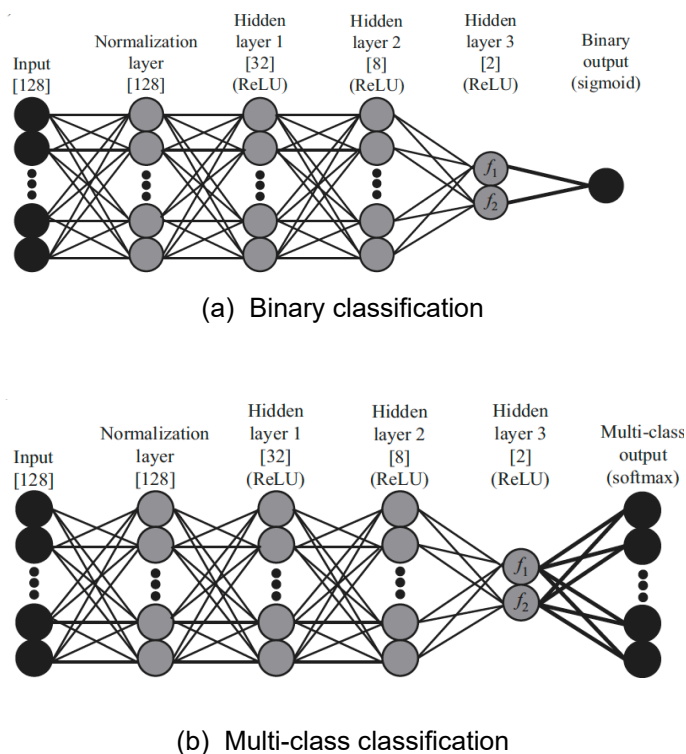 Input
[128]
Normalization
layer
[128]
Hidden
layer 1
[32]
(ReLU)
Hidden
layer 2
[8]
(ReLU)
Hidden
layer 3
[2]
(ReLU)
Binary
output
(sigmoid)
f1
f2
(a) Binary classification
Input
[128]
Normalization
layer
[128]
Hidden
layer 1
[32]
(ReLU)
Hidden
layer 2
[8]
(ReLU)
Hidden
layer 3
[2]
(ReLU)
Multi-class
output
(softmax)
f1
f2
(b) Multi-class classification